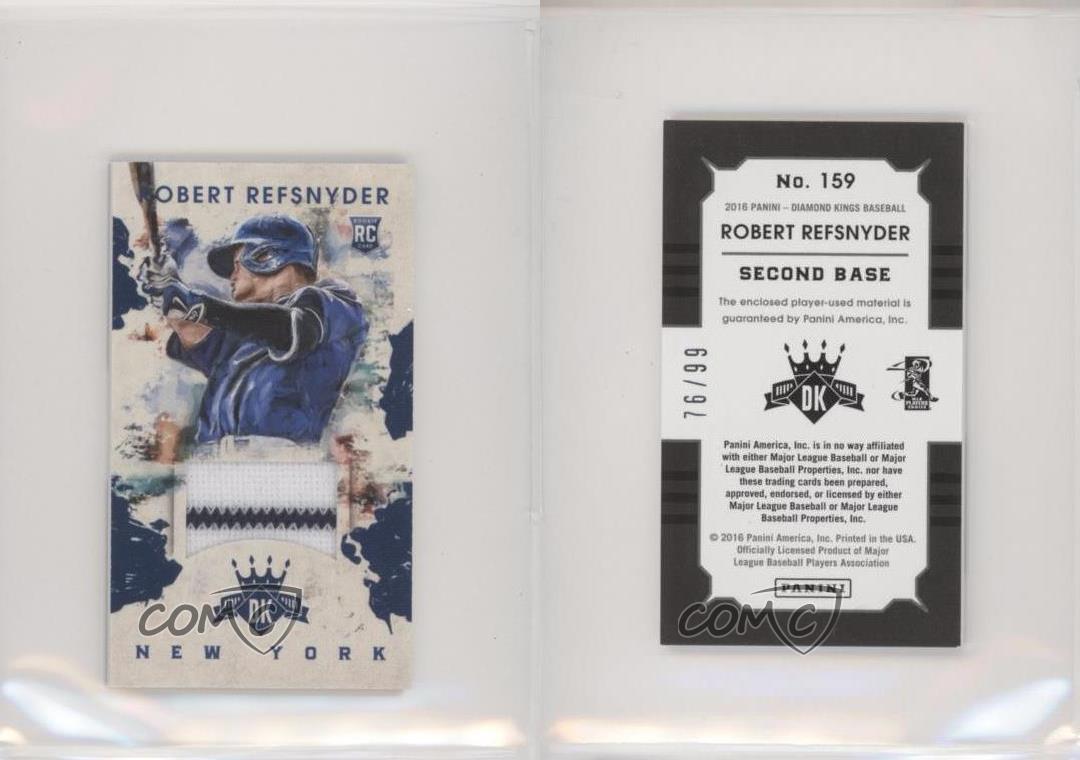 ROBERT REFSNYDER
ROOKIE
RC
CARD
DK
COMC
NEW YORK
No. 159
2016 PANINI – DIAMOND KINGS BASEBALL
ROBERT REFSNYDER
SECOND BASE
The enclosed player-used material is
guaranteed by Panini America, Inc.
76/99
DK
MLB
PLAYERS
CHOICE
Panini America, Inc. is in no way affiliated
with either Major League Baseball or Major
League Baseball Properties, Inc. nor have
these trading cards been prepared,
approved, endorsed, or licensed by either
Major League Baseball or Major League
Baseball Properties, Inc.
© 2016 Panini America, Inc. Printed in the USA.
Officially Licensed Product of Major
League Baseball Players Association
PANINI
COMC